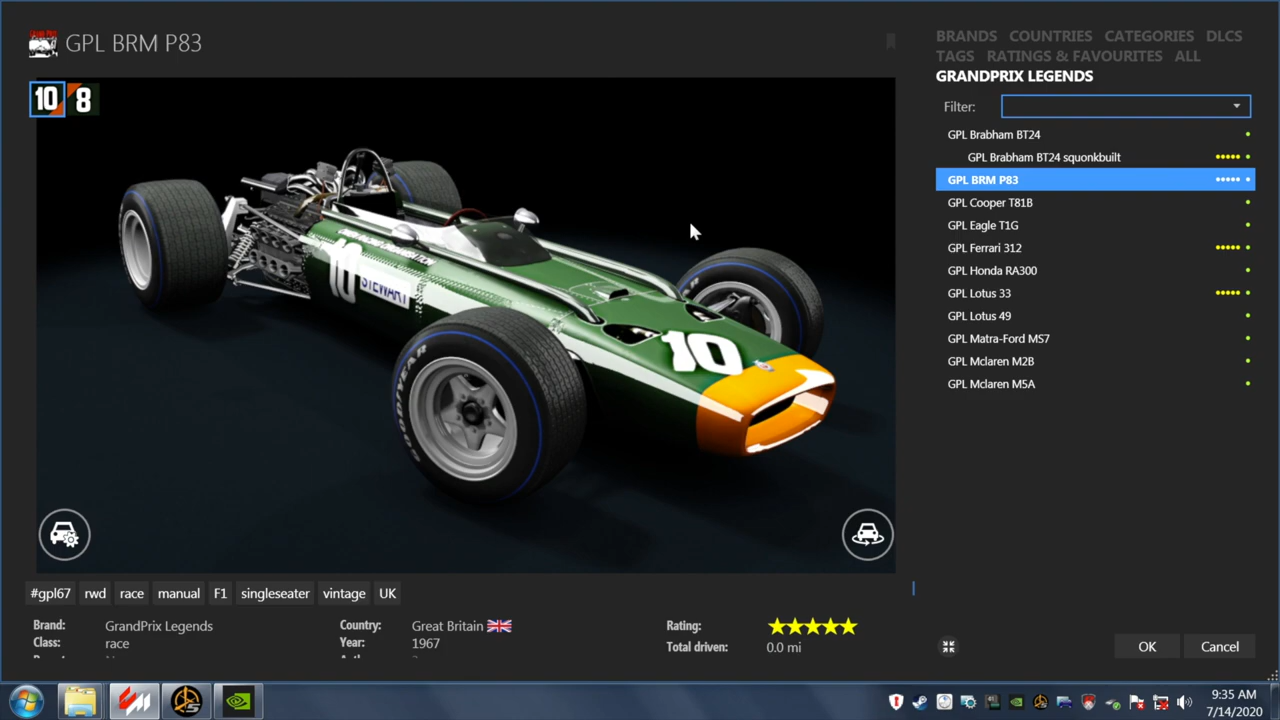 GPL BRM P83
10 8
10
STEWART
10
GOODYEAR
#gpl67 rwd race manual F1 singleseater vintage UK
Brand: GrandPrix Legends
Class: race
Country: Great Britain
Year: 1967
Rating: ★★★★★
Total driven: 0.0 mi
BRANDS COUNTRIES CATEGORIES DLCS
TAGS RATINGS & FAVOURITES ALL
GRANDPRIX LEGENDS
Filter:
GPL Brabham BT24
GPL Brabham BT24 squonkbuilt
GPL BRM P83
GPL Cooper T81B
GPL Eagle T1G
GPL Ferrari 312
GPL Honda RA300
GPL Lotus 33
GPL Lotus 49
GPL Matra-Ford MS7
GPL Mclaren M2B
GPL Mclaren M5A
OK Cancel
9:35 AM
7/14/2020